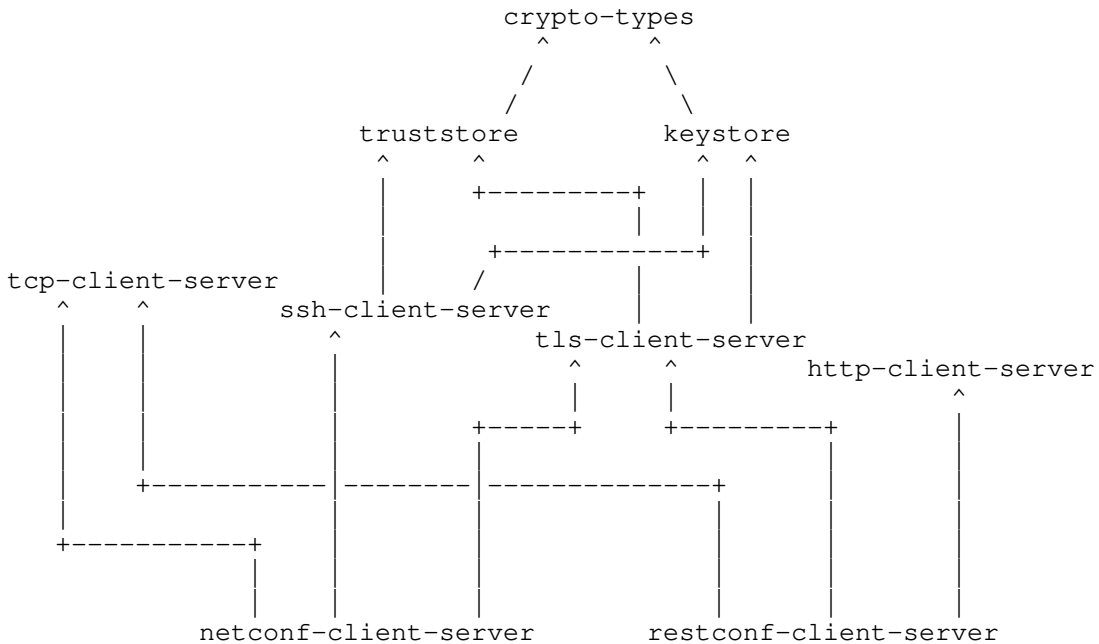 crypto-types
truststore keystore
tcp-client-server
ssh-client-server
tls-client-server
http-client-server
netconf-client-server restconf-client-server